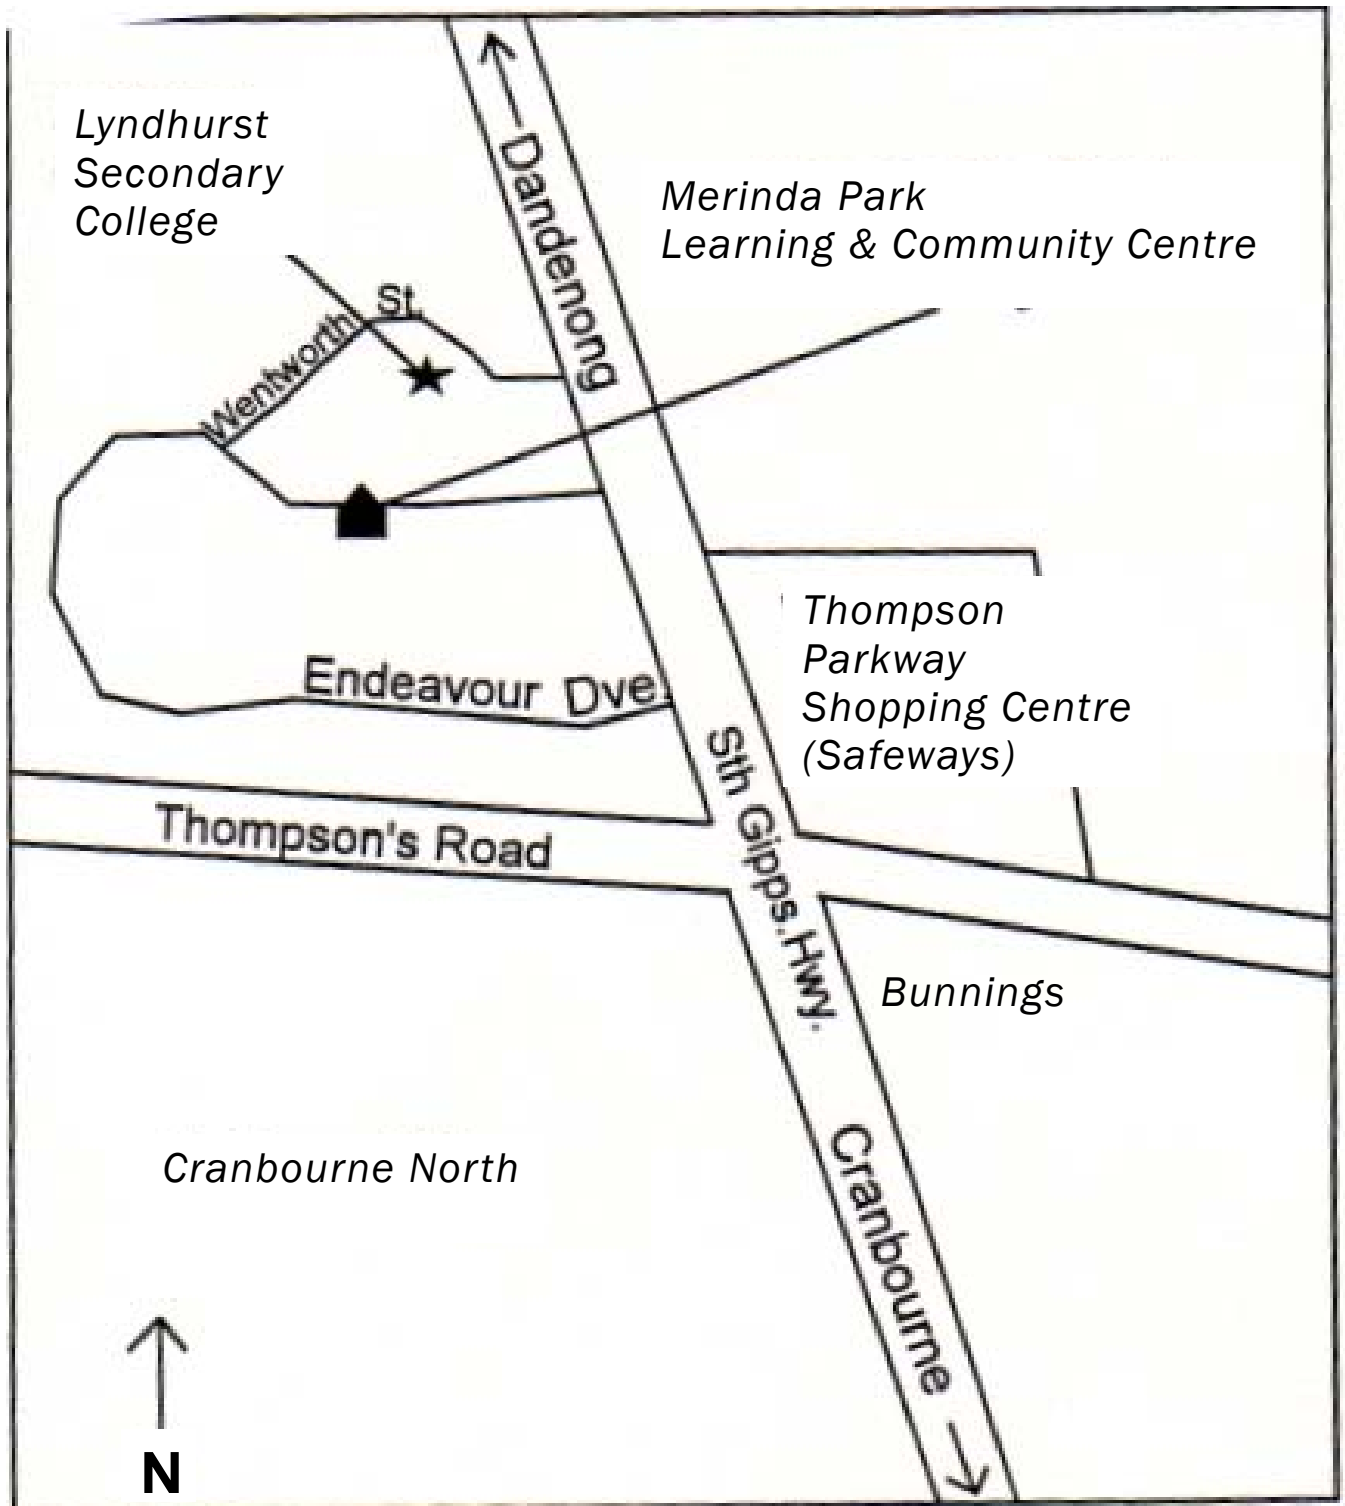 Lyndhurst
Secondary
College
Dandenong
Merinda Park
Learning & Community Centre
Wentworth St.
Thompson
Parkway
Shopping Centre
(Safeways)
Endeavour Dve.
Sth Gipps.Hwy.
Thompson's Road
Bunnings
Cranbourne North
Cranbourne
N